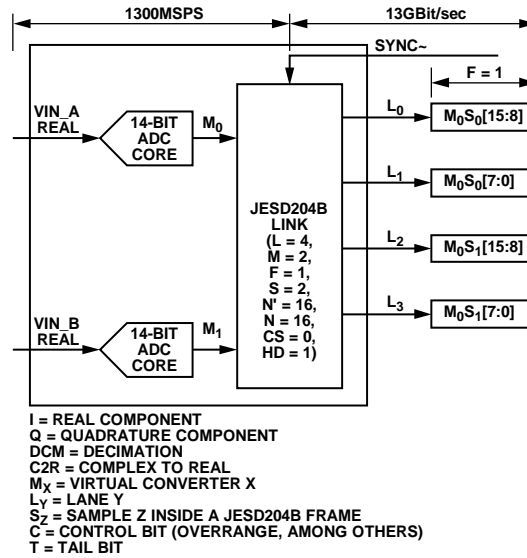 1300MSPS
13GBit/sec
SYNC~
F = 1
VIN_A
REAL
14-BIT
ADC
CORE
M0
L0
M0S0[15:8]
L1
M0S0[7:0]
JESD204B
LINK
(L = 4,
M = 2,
F = 1,
S = 2,
N' = 16,
N = 16,
CS = 0,
HD = 1)
L2
M0S1[15:8]
L3
M0S1[7:0]
VIN_B
REAL
14-BIT
ADC
CORE
M1
I = REAL COMPONENT
Q = QUADRATURE COMPONENT
DCM = DECIMATION
C2R = COMPLEX TO REAL
MX = VIRTUAL CONVERTER X
LY = LANE Y
SZ = SAMPLE Z INSIDE A JESD204B FRAME
C = CONTROL BIT (OVERRANGE, AMONG OTHERS)
T = TAIL BIT